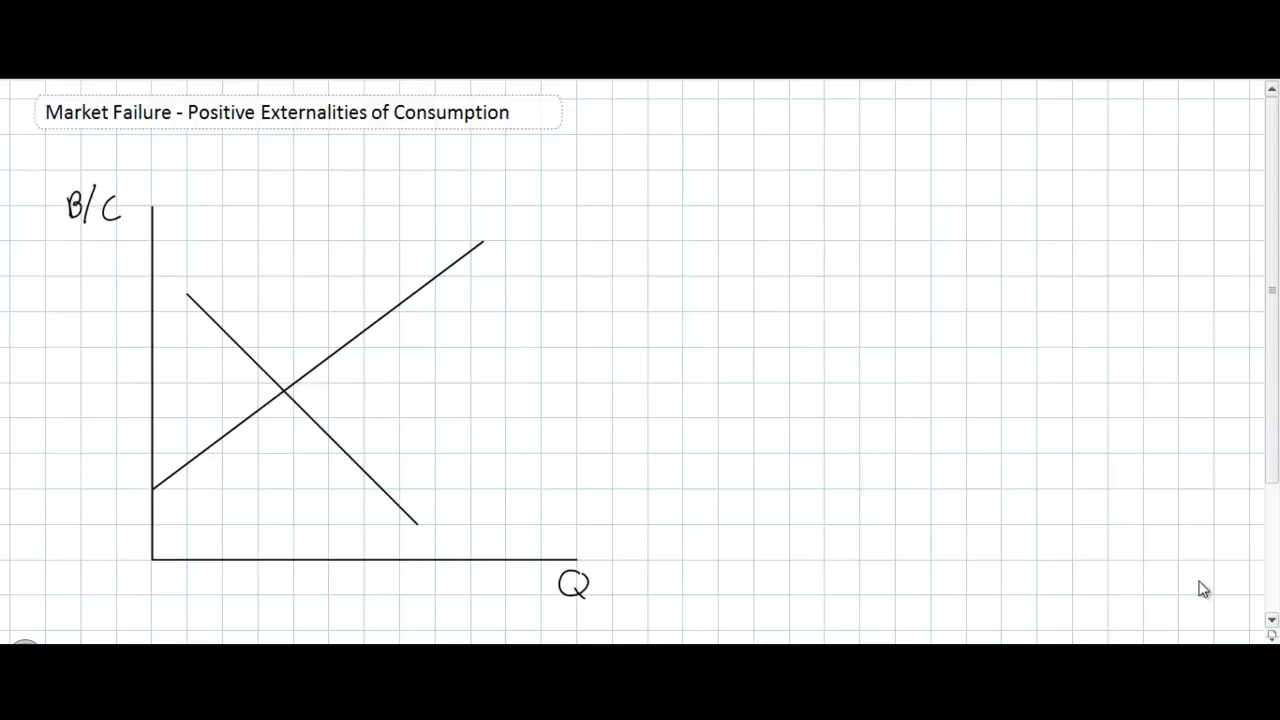 Market Failure - Positive Externalities of Consumption
B/C
Q